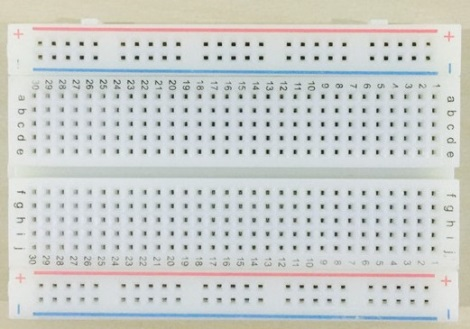 + +
- -
30 29 28 27 26 25 24 23 22 21 20 19 18 17 16 15 14 13 12 11 10 9 8 7 6 5 4 3 2 1
a a
b b
c c
d d
e e
f f
g g
h h
i i
j j
30 29 28 27 26 25 24 23 22 21 20 19 18 17 16 15 14 13 12 11 10 9 8 7 6 5 4 3 2 1
+ +
- -